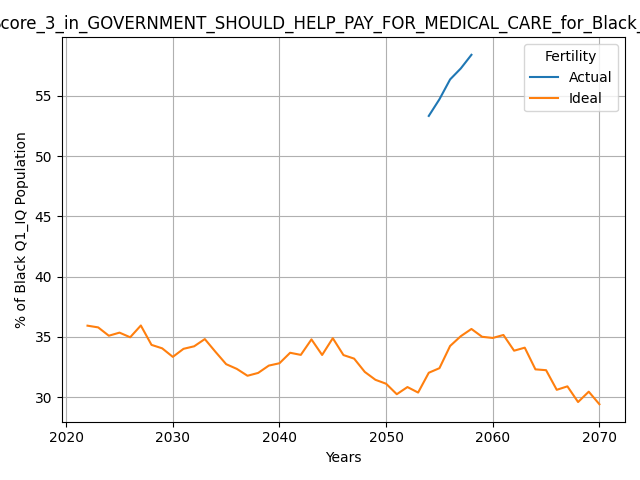 core_3_in_GOVERNMENT_SHOULD_HELP_PAY_FOR_MEDICAL_CARE_for_Black_
Fertility
Actual
Ideal
% of Black Q1_IQ Population
55
50
45
40
35
30
2020
2030
2040
2050
2060
2070
Years